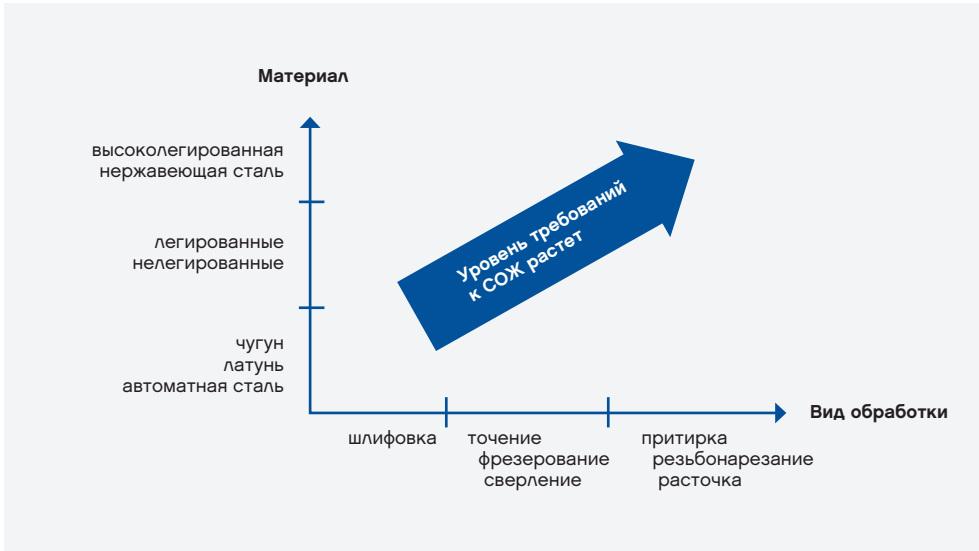 Материал
высоколегированная
нержавеющая сталь
легированные
нелегированные
чугун
латунь
автоматная сталь
Уровень требований
к СОЖ растет
Вид обработки
шлифовка
точение
фрезерование
сверление
притирка
резьбонарезание
расточка